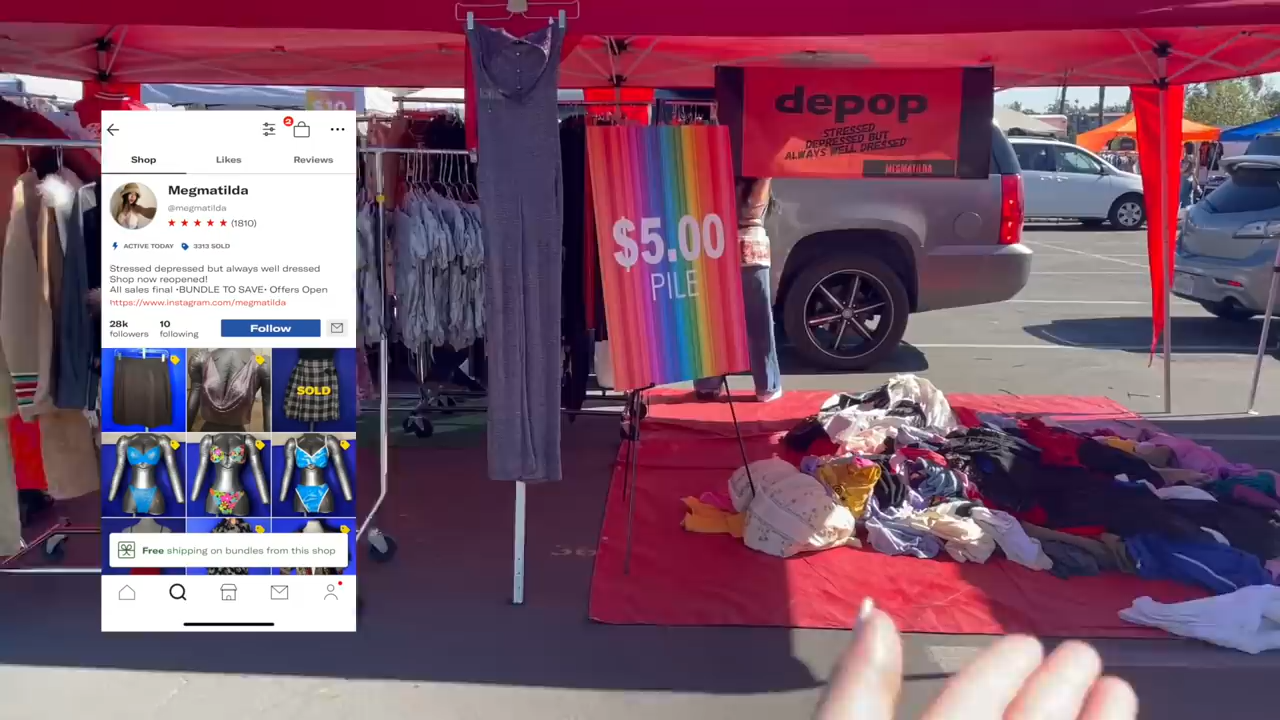 $10
Shop
Likes
Reviews
2
Megmatilda
@megmatilda
(1810)
ACTIVE TODAY
3313 SOLD
Stressed depressed but always well dressed
Shop now reopened!
All sales final •BUNDLE TO SAVE• Offers Open
https://www.instagram.com/megmatilda
28k
followers
10
following
Follow
SOLD
Free shipping on bundles from this shop
$5.00
PILE
depop
STRESSED
DEPRESSED BUT
ALWAYS WELL DRESSED
MEGMATILDA